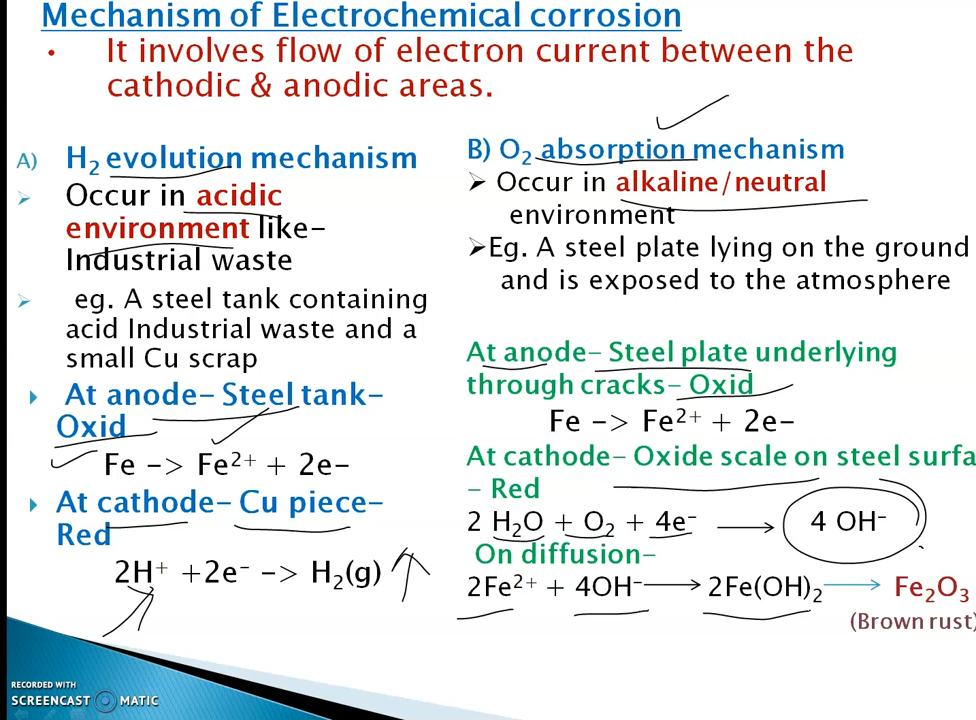 Mechanism of Electrochemical corrosion
• It involves flow of electron current between the
cathodic & anodic areas.
A) H₂ evolution mechanism
➢ Occur in acidic
environment like-
Industrial waste
➢ eg. A steel tank containing
acid Industrial waste and a
small Cu scrap
At anode- Steel tank-
Oxid
Fe -> Fe²⁺ + 2e-
At cathode- Cu piece-
Red
2H⁺ +2e⁻ -> H₂(g)
B) O₂ absorption mechanism
➢ Occur in alkaline/neutral
environment
➢Eg. A steel plate lying on the ground
and is exposed to the atmosphere
At anode- Steel plate underlying
through cracks- Oxid
Fe -> Fe²⁺ + 2e-
At cathode- Oxide scale on steel surfa
- Red
2 H₂O + O₂ + 4e⁻ ⟶ 4 OH⁻
On diffusion-
2Fe²⁺ + 4OH⁻ ⟶ 2Fe(OH)₂ ⟶ Fe₂O₃
(Brown rust)
RECORDED WITH
SCREENCAST MATIC